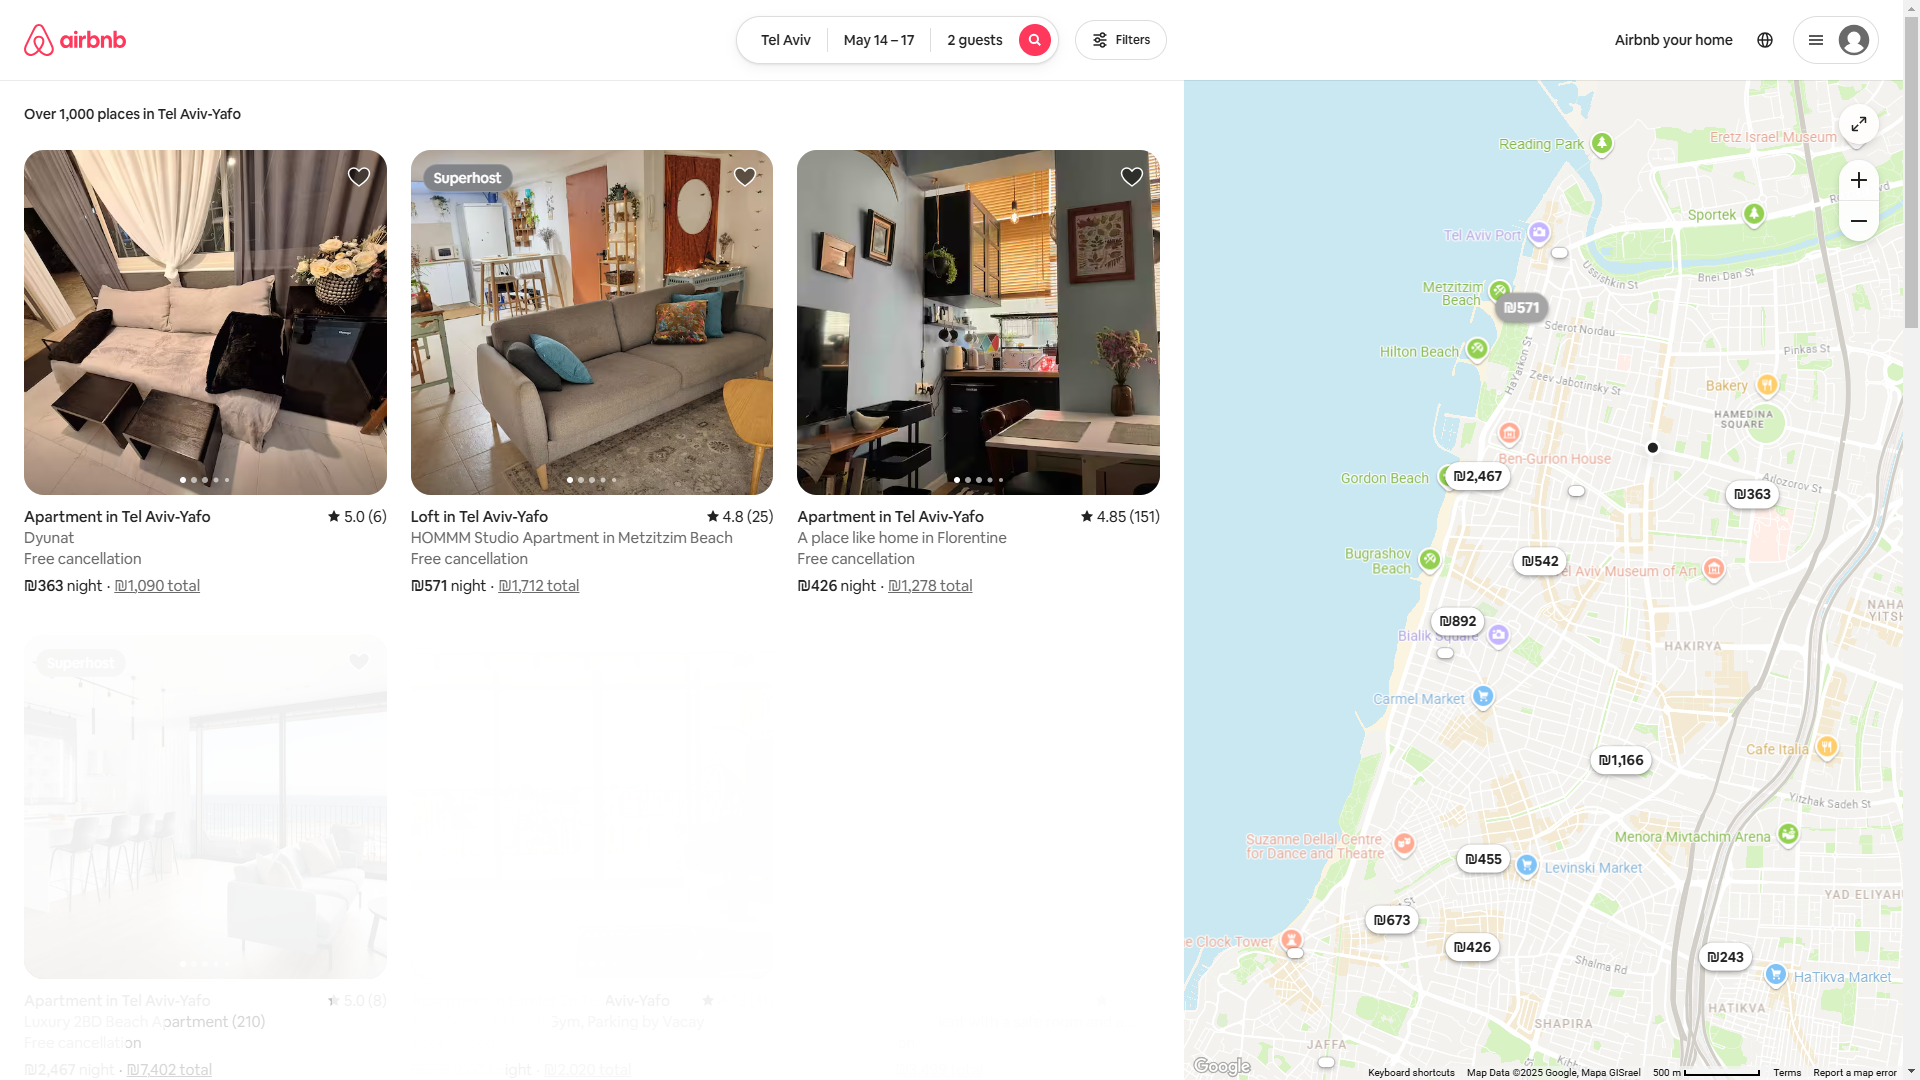 airbnb
Tel Aviv
May 14 – 17
2 guests
Filters
Airbnb your home
Over 1,000 places in Tel Aviv-Yafo
Apartment in Tel Aviv-Yafo
5.0 (6)
Dyunat
Free cancellation
₪363 night · ₪1,090 total
Superhost
Loft in Tel Aviv-Yafo
4.8 (25)
HOMMM Studio Apartment in Metzitzim Beach
Free cancellation
₪571 night · ₪1,712 total
Apartment in Tel Aviv-Yafo
4.85 (151)
A place like home in Florentine
Free cancellation
₪426 night · ₪1,278 total
Superhost
Apartment in Tel Aviv-Yafo
5.0 (8)
Luxury 2BD Beach Apartment (210)
Free cancellation
₪2,467 night · ₪7,402 total
Aviv-Yafo
Gym, Parking by Vacay
ight · ₪2,020 total
Reading Park
Eretz Israel Museum
Sportek
Tel Aviv Port
Ussishkin St
Bnei Dan St
Metzitzim
Beach
₪571
Sderot Nordau
Hilton Beach
HaYarkon St
Pinkas St
Zeev Jabotinsky St
Bakery
HAMEDINA
SQUARE
Ben-Gurion House
Gordon Beach
₪2,467
Arlozorov St
₪363
Bugrashov
Beach
₪542
el Aviv Museum of Art
₪892
Bialik Square
NAHA
YITSH
HAKIRYA
Carmel Market
Cafe Italia
₪1,166
Yitzhak Sadeh St
Menora Mivtachim Arena
Suzanne Dellal Centre
for Dance and Theatre
₪455
Levinski Market
YAD ELIYAHU
₪673
St
e Clock Tower
₪426
₪243
Shalma Rd
HaTikva Market
HATIKVA
SHAPIRA
JAFFA
Kibb
Google
Keyboard shortcuts
Map Data ©2025 Google, Mapa GISrael
500 m
Terms
Report a map error